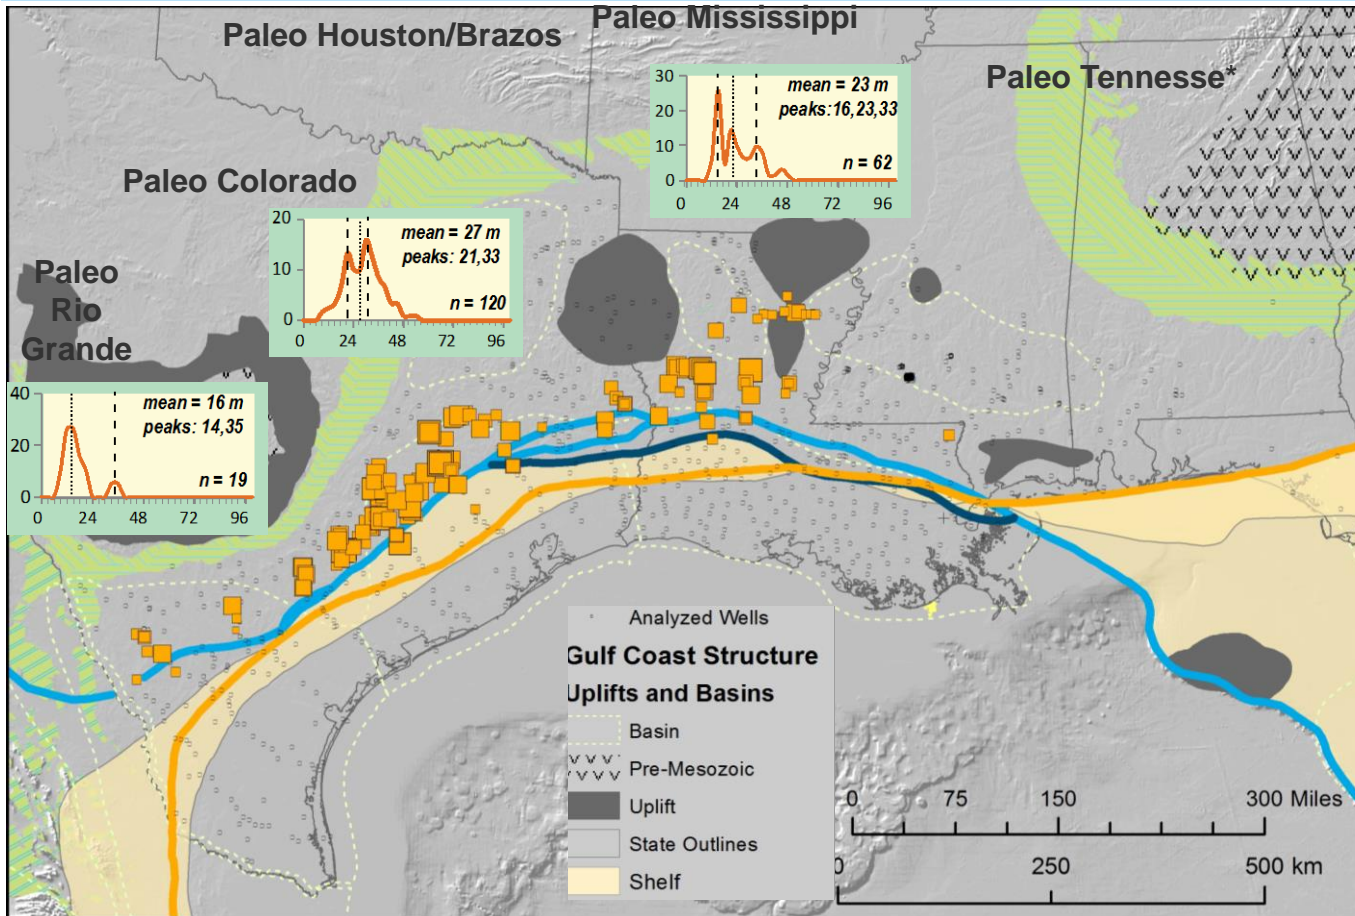 Paleo Mississippi
Paleo Houston/Brazos
Paleo Tennesse*
30
20
10
0
mean = 23 m
peaks:16,23,33
n = 62
0 24 48 72 96
Paleo Colorado
20
10
0
mean = 27 m
peaks: 21,33
n = 120
0 24 48 72 96
Paleo
Rio
Grande
40
20
0
mean = 16 m
peaks: 14,35
n = 19
0 24 48 72 96
Analyzed Wells
Gulf Coast Structure
Uplifts and Basins
Basin
Pre-Mesozoic
Uplift
State Outlines
Shelf
0 75 150 300 Miles
0 250 500 km